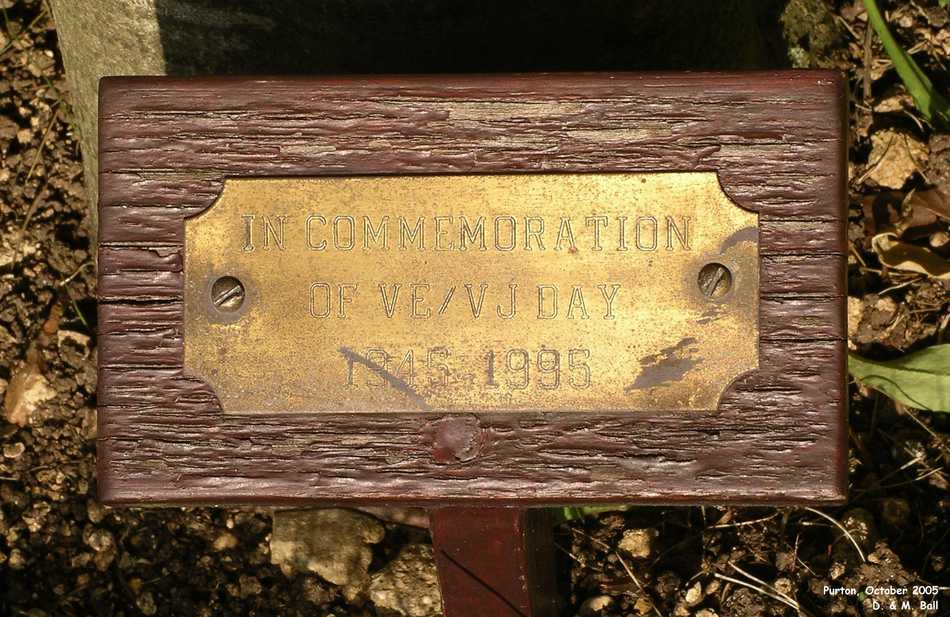 IN COMMEMORATION
OF VE/VJ DAY
1945 1995
Purton, October 2005
D. & M. Ball